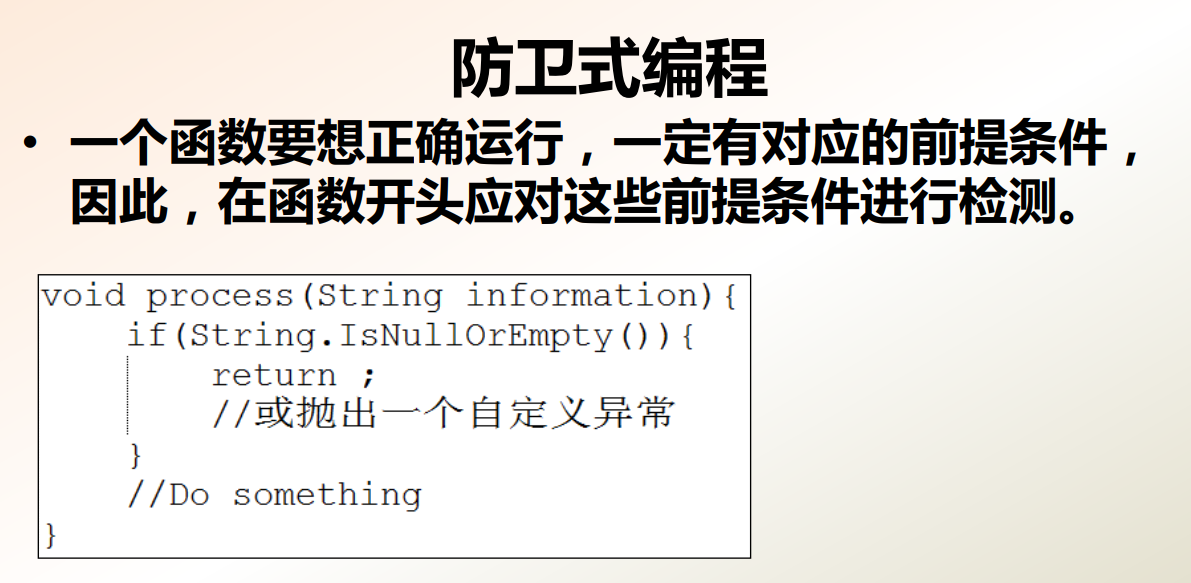 防卫式编程
• 一个函数要想正确运行，一定有对应的前提条件，
因此，在函数开头应对这些前提条件进行检测。
void process(String information){
    if(String.IsNullOrEmpty()){
        return ;
        //或抛出一个自定义异常
    }
    //Do something
}